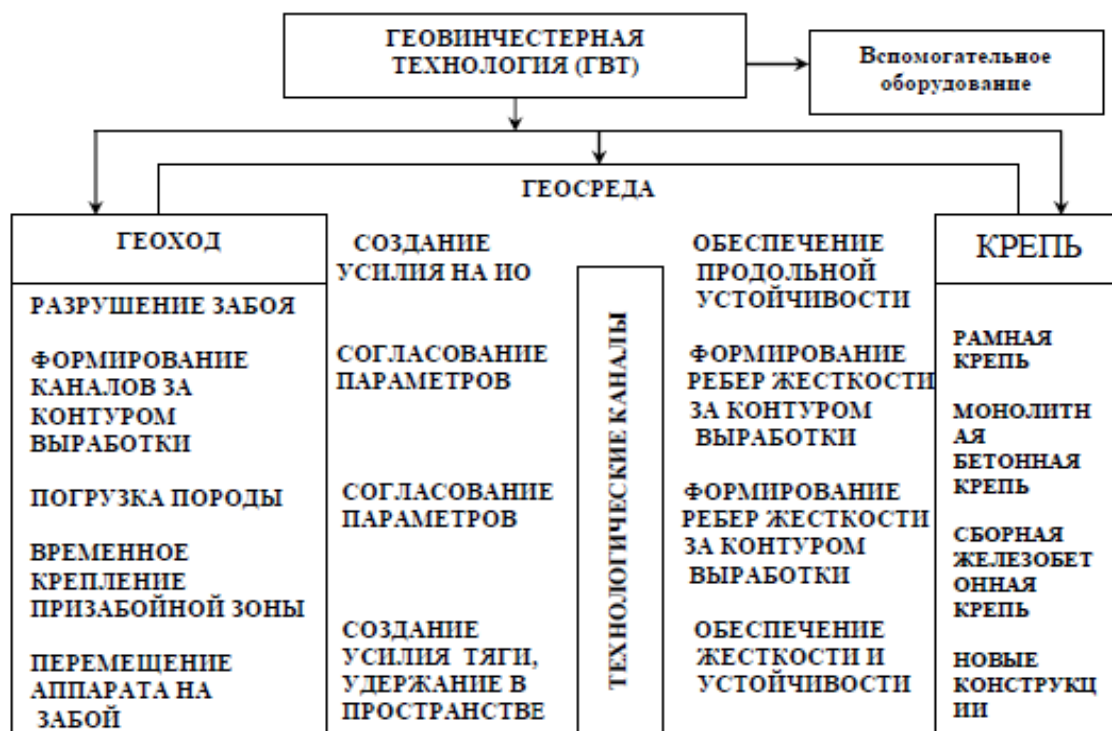 ГЕОВИНЧЕСТЕРНАЯ
ТЕХНОЛОГИЯ (ГВТ)
Вспомогательное
оборудование
ГЕОСРЕДА
ГЕОХОД
РАЗРУШЕНИЕ ЗАБОЯ
ФОРМИРОВАНИЕ
КАНАЛОВ ЗА
КОНТУРОМ
ВЫРАБОТКИ
ПОГРУЗКА ПОРОДЫ
ВРЕМЕННОЕ
КРЕПЛЕНИЕ
ПРИЗАБОЙНОЙ ЗОНЫ
ПЕРЕМЕЩЕНИЕ
АППАРАТА НА
ЗАБОЙ
СОЗДАНИЕ
УСИЛИЯ НА ИО
СОГЛАСОВАНИЕ
ПАРАМЕТРОВ
СОГЛАСОВАНИЕ
ПАРАМЕТРОВ
СОЗДАНИЕ
УСИЛИЯ ТЯГИ,
УДЕРЖАНИЕ В
ПРОСТРАНСТВЕ
ТЕХНОЛОГИЧЕСКИЕ КАНАЛЫ
ОБЕСПЕЧЕНИЕ
ПРОДОЛЬНОЙ
УСТОЙЧИВОСТИ
ФОРМИРОВАНИЕ
РЕБЕР ЖЕСТКОСТИ
ЗА КОНТУРОМ
ВЫРАБОТКИ
ФОРМИРОВАНИЕ
РЕБЕР ЖЕСТКОСТИ
ЗА КОНТУРОМ
ВЫРАБОТКИ
ОБЕСПЕЧЕНИЕ
ЖЕСТКОСТИ И
УСТОЙЧИВОСТИ
КРЕПЬ
РАМНАЯ
КРЕПЬ
МОНОЛИТН
АЯ
БЕТОННАЯ
КРЕПЬ
СБОРНАЯ
ЖЕЛЕЗОБЕТ
ОННАЯ
КРЕПЬ
НОВЫЕ
КОНСТРУКЦ
ИИ